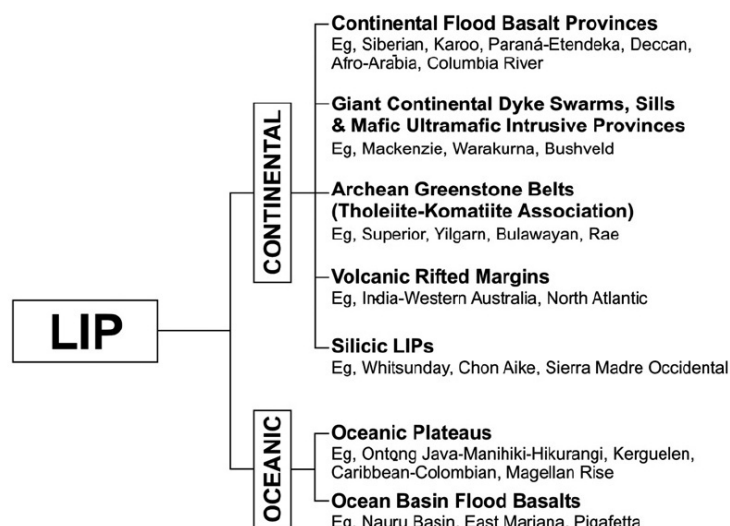 LIP
CONTINENTAL
Continental Flood Basalt Provinces
Eg, Siberian, Karoo, Paraná-Etendeka, Deccan,
Afro-Arabia, Columbia River
Giant Continental Dyke Swarms, Sills
& Mafic Ultramafic Intrusive Provinces
Eg, Mackenzie, Warakurna, Bushveld
Archean Greenstone Belts
(Tholeiite-Komatiite Association)
Eg, Superior, Yilgarn, Bulawayan, Rae
Volcanic Rifted Margins
Eg, India-Western Australia, North Atlantic
Silicic LIPs
Eg, Whitsunday, Chon Aike, Sierra Madre Occidental
OCEANIC
Oceanic Plateaus
Eg, Ontong Java-Manihiki-Hikurangi, Kerguelen,
Caribbean-Colombian, Magellan Rise
Ocean Basin Flood Basalts
Eg, Nauru Basin, East Mariana, Pigafetta